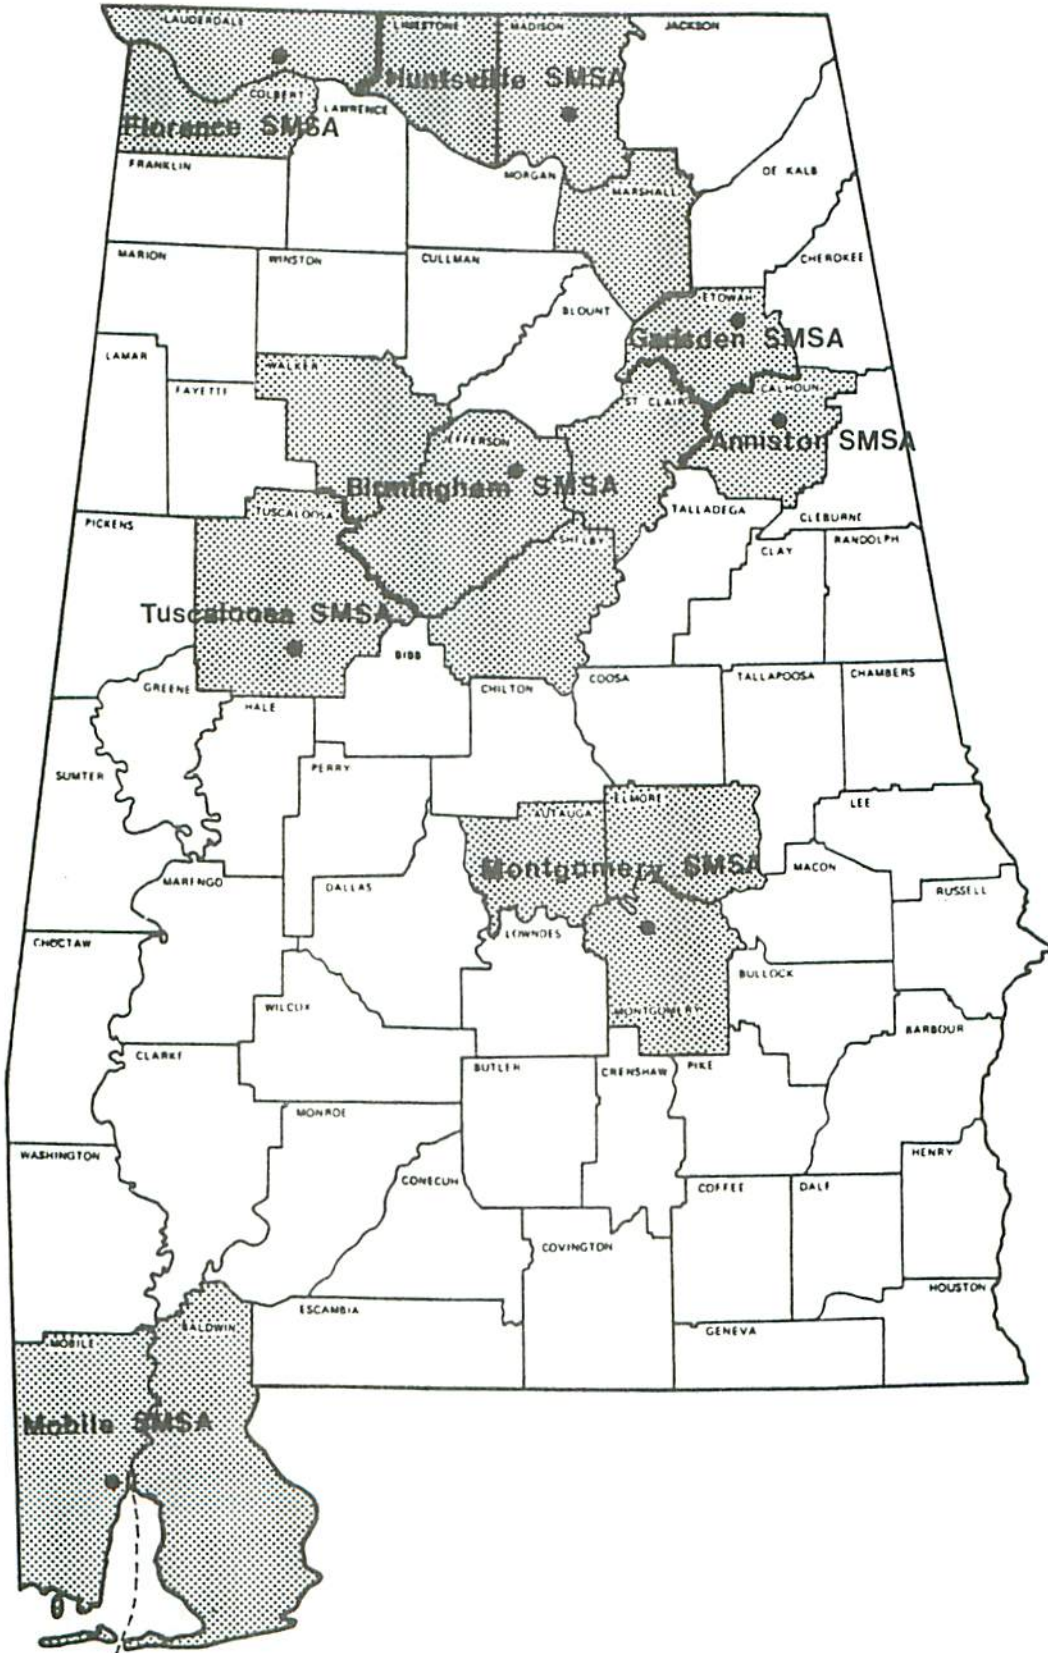 LAUDERDALE
LIMESTONE
MADISON
JACKSON
Huntsville SMSA
COLBERT
LAWRENCE
Florence SMSA
FRANKLIN
MORGAN
MARSHALL
DE KALB
MARION
WINSTON
CULLMAN
CHEROKEE
ETOWAH
BLOUNT
Gadsden SMSA
LAMAR
WALKER
FAYETTE
CALHOUN
ST CLAIR
JEFFERSON
Anniston SMSA
Birmingham SMSA
PICKENS
TUSCALOOSA
TALLADEGA
CLEBURNE
SHELBY
CLAY
RANDOLPH
Tuscaloosa SMSA
BIBB
GREENE
HALE
CHILTON
COOSA
TALLAPOOSA
CHAMBERS
SUMTER
PERRY
ELMORE
AUTAUGA
LEE
Montgomery SMSA
MACON
MARENGO
DALLAS
RUSSELL
CHOCTAW
LOWNDES
BULLOCK
WILCOX
MONTGOMERY
BARBOUR
CLARKE
BUTLER
CRENSHAW
PIKE
MONROE
WASHINGTON
CONECUH
HENRY
COFFEE
DALE
COVINGTON
HOUSTON
ESCAMBIA
BALDWIN
GENEVA
MOBILE
Mobile SMSA